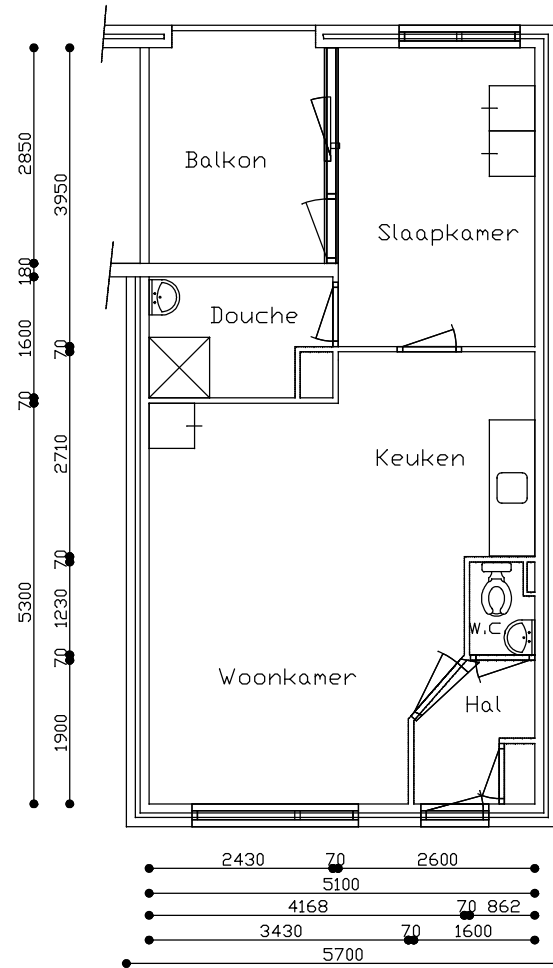 Balkon
Slaapkamer
Douche
Keuken
W.C
Woonkamer
Hal
2850
3950
180
1600
70
70
2710
70
5300
1230
70
1900
2430 70 2600
5100
4168 70 862
3430 70 1600
5700